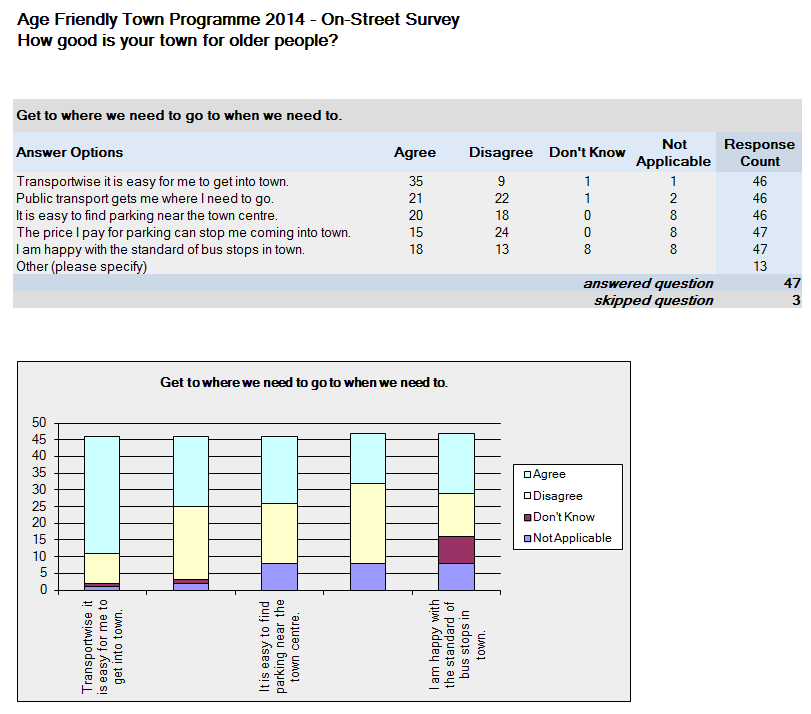 Age Friendly Town Programme 2014 - On-Street Survey
How good is your town for older people?
Get to where we need to go to when we need to.
Answer Options Agree Disagree Don't Know Not Applicable Response Count
Transportwise it is easy for me to get into town. 35 9 1 1 46
Public transport gets me where I need to go. 21 22 1 2 46
It is easy to find parking near the town centre. 20 18 0 8 46
The price I pay for parking can stop me coming into town. 15 24 0 8 47
I am happy with the standard of bus stops in town. 18 13 8 8 47
Other (please specify) 13
answered question 47
skipped question 3
Get to where we need to go to when we need to.
50
45
40
35
30
25
20
15
10
5
0
Transportwise it
is easy for me to
get into town.
It is easy to find
parking near the
town centre.
I am happy with
the standard of
bus stops in
town.
Agree
Disagree
Don't Know
Not Applicable